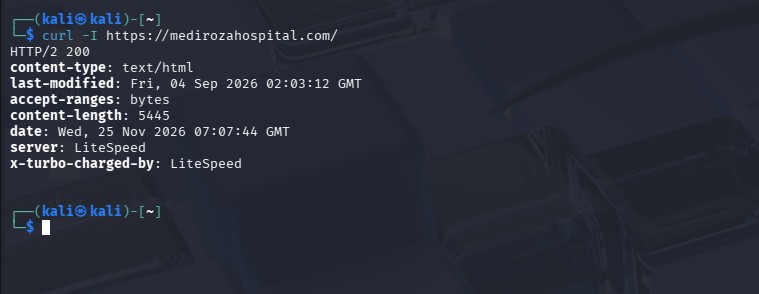 ┌──(kali㉿kali)-[~]
└─$ curl -I https://medirozahospital.com/
HTTP/2 200
content-type: text/html
last-modified: Fri, 04 Sep 2026 02:03:12 GMT
accept-ranges: bytes
content-length: 5445
date: Wed, 25 Nov 2026 07:07:44 GMT
server: LiteSpeed
x-turbo-charged-by: LiteSpeed
┌──(kali㉿kali)-[~]
└─$